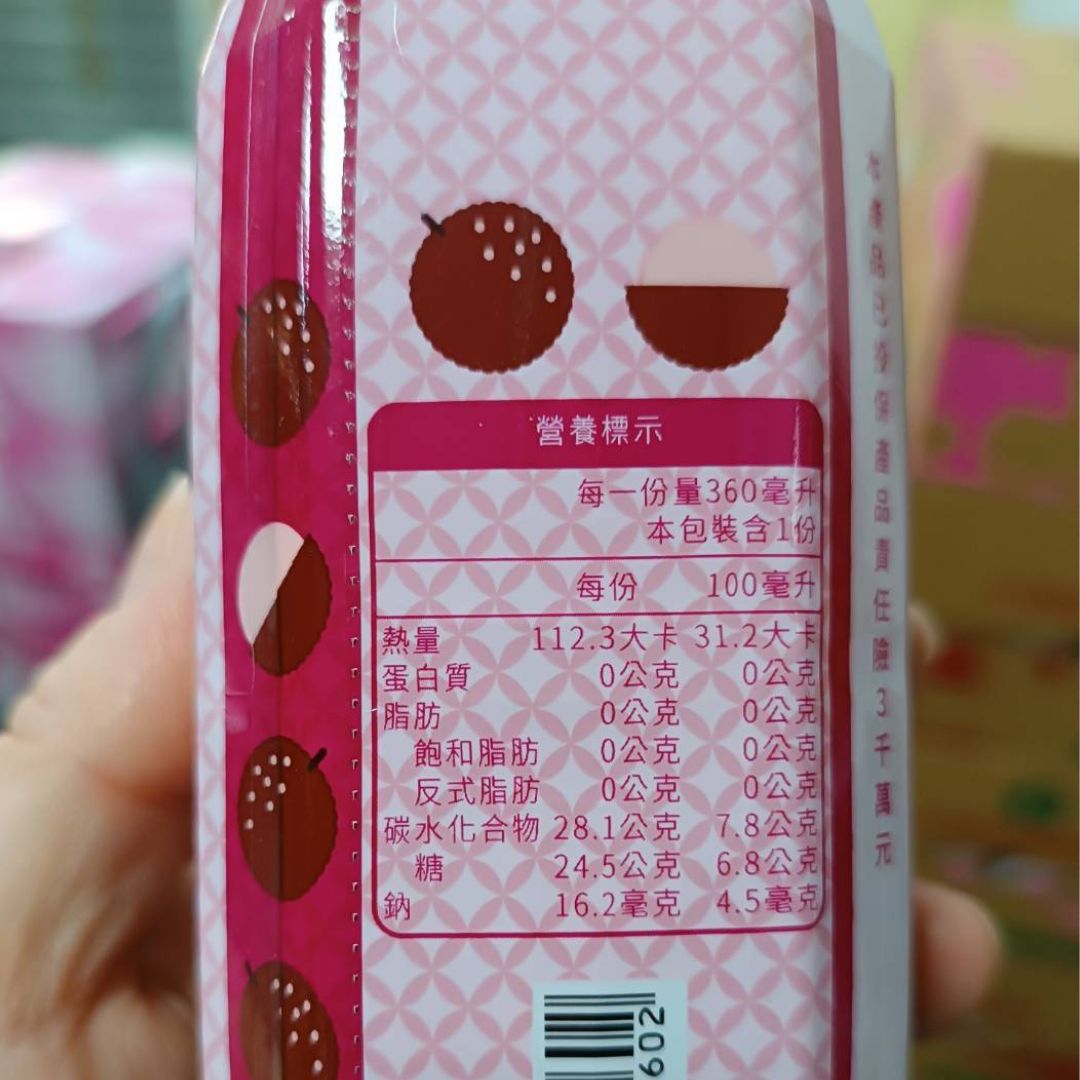 營養標示
每一份量360毫升
本包裝含1份
每份 100毫升
熱量 112.3大卡 31.2大卡
蛋白質 0公克 0公克
脂肪 0公克 0公克
飽和脂肪 0公克 0公克
反式脂肪 0公克 0公克
碳水化合物 28.1公克 7.8公克
糖 24.5公克 6.8公克
鈉 16.2毫克 4.5毫克
本產品已投保產品責任險3千萬元
602